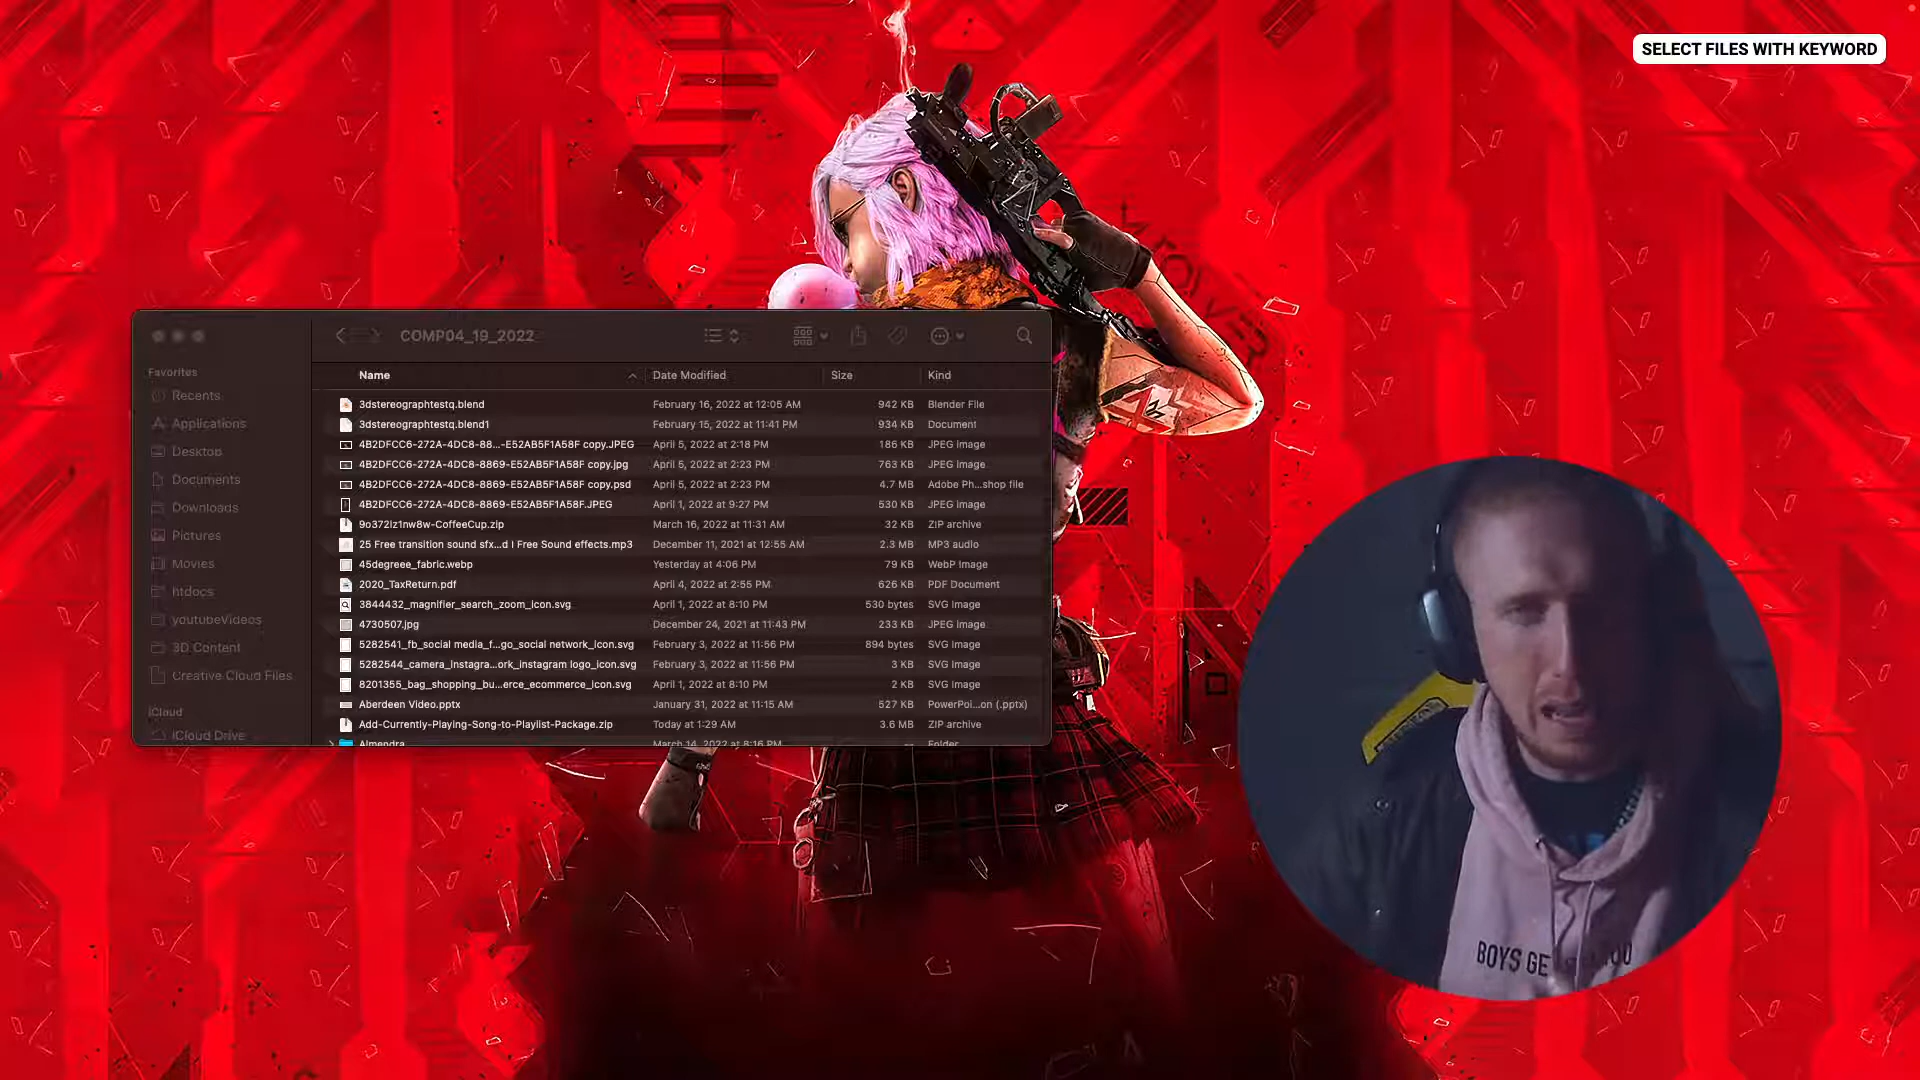 SELECT FILES WITH KEYWORD
COMP04_19_2022
Favorites
Recents
Applications
Desktop
Documents
Downloads
Pictures
Movies
htdocs
youtubeVideos
3D Content
Creative Cloud Files
iCloud
iCloud Drive
Name Date Modified Size Kind
3dstereographtestq.blend February 16, 2022 at 12:05 AM 942 KB Blender File
3dstereographtestq.blend1 February 15, 2022 at 11:41 PM 934 KB Document
4B2DFCC6-272A-4DC8-88...-E52AB5F1A58F copy.JPEG April 5, 2022 at 2:18 PM 186 KB JPEG image
4B2DFCC6-272A-4DC8-8869-E52AB5F1A58F copy.jpg April 5, 2022 at 2:23 PM 763 KB JPEG image
4B2DFCC6-272A-4DC8-8869-E52AB5F1A58F copy.psd April 5, 2022 at 2:23 PM 4.7 MB Adobe Ph...shop file
4B2DFCC6-272A-4DC8-8869-E52AB5F1A58F.JPEG April 1, 2022 at 9:27 PM 530 KB JPEG image
9o372lz1nw8w-CoffeeCup.zip March 16, 2022 at 11:31 AM 32 KB ZIP archive
25 Free transition sound sfx...d I Free Sound effects.mp3 December 11, 2021 at 12:55 AM 2.3 MB MP3 audio
45degreee_fabric.webp Yesterday at 4:06 PM 79 KB WebP Image
2020_TaxReturn.pdf April 4, 2022 at 2:55 PM 626 KB PDF Document
3844432_magnifier_search_zoom_icon.svg April 1, 2022 at 8:10 PM 530 bytes SVG Image
4730507.jpg December 24, 2021 at 11:43 PM 233 KB JPEG image
5282541_fb_social media_f...go_social network_icon.svg February 3, 2022 at 11:56 PM 894 bytes SVG Image
5282544_camera_instagra...ork_instagram logo_icon.svg February 3, 2022 at 11:56 PM 3 KB SVG Image
8201355_bag_shopping_bu...erce_ecommerce_icon.svg April 1, 2022 at 8:10 PM 2 KB SVG Image
Aberdeen Video.pptx January 31, 2022 at 11:15 AM 527 KB PowerPoi...on (.pptx)
Add-Currently-Playing-Song-to-Playlist-Package.zip Today at 1:29 AM 3.6 MB ZIP archive
Almendra March 14, 2022 at 8:16 PM -- Folder
BOYS GE